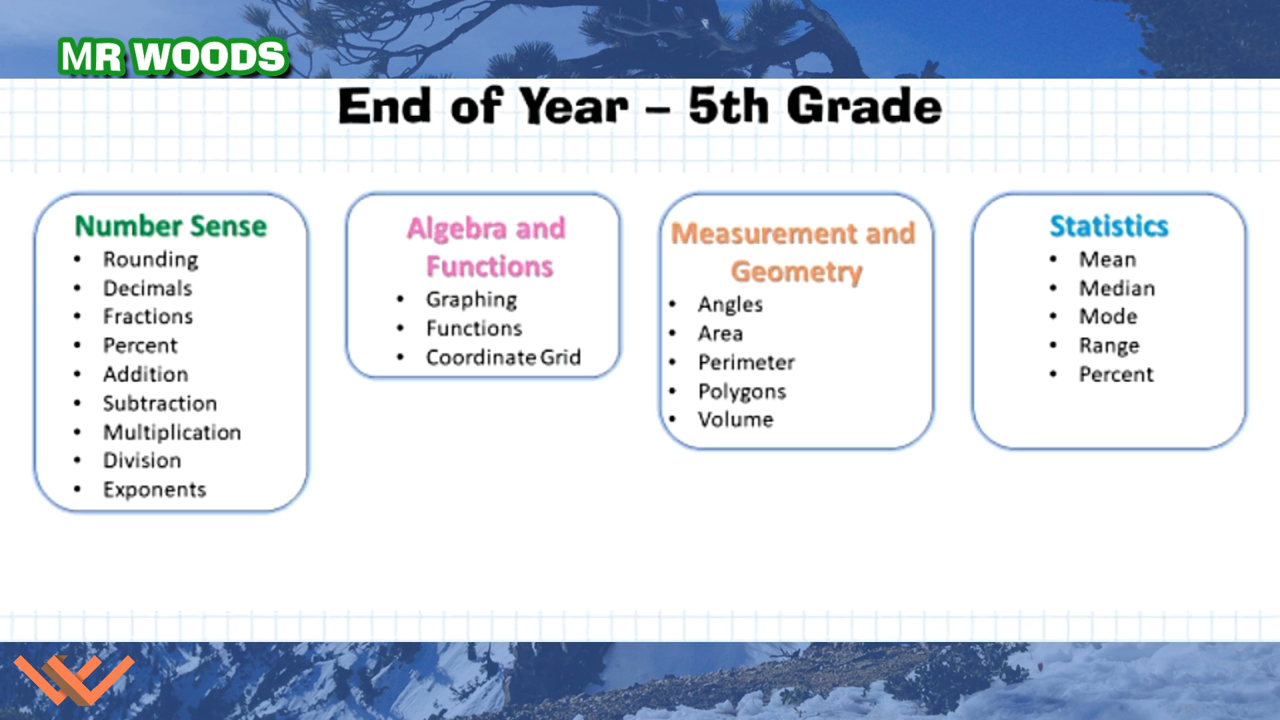 MR WOODS
End of Year – 5th Grade
Number Sense
• Rounding
• Decimals
• Fractions
• Percent
• Addition
• Subtraction
• Multiplication
• Division
• Exponents
Algebra and
Functions
• Graphing
• Functions
• Coordinate Grid
Measurement and
Geometry
• Angles
• Area
• Perimeter
• Polygons
• Volume
Statistics
• Mean
• Median
• Mode
• Range
• Percent